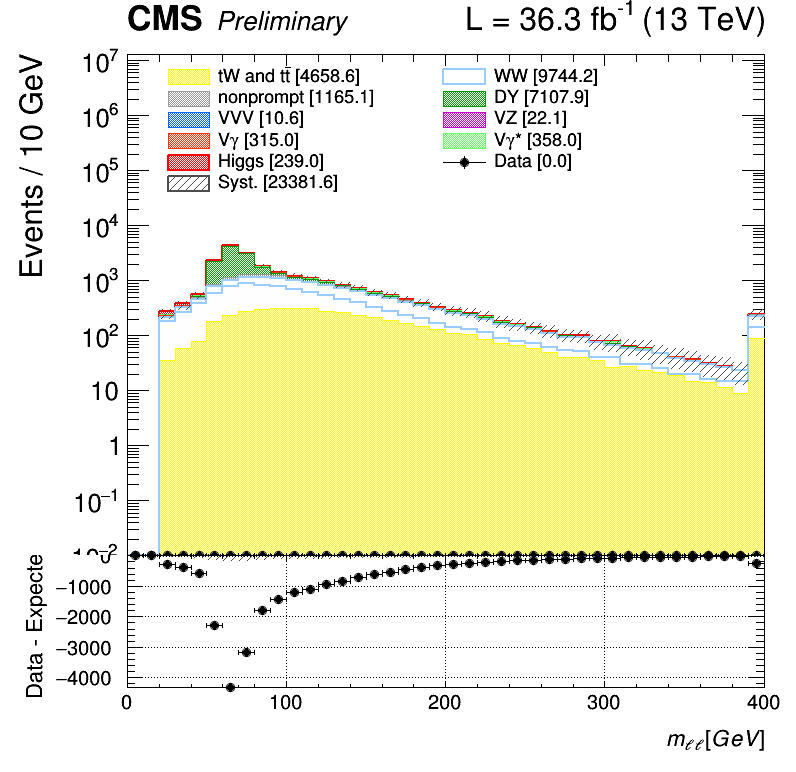 CMS Preliminary L = 36.3 fb⁻¹ (13 TeV)
Events / 10 GeV
10⁷
10⁶
10⁵
10⁴
10³
10²
10
1
10⁻¹
tW and tt̅ [4658.6]
WW [9744.2]
nonprompt [1165.1]
DY [7107.9]
VVV [10.6]
VZ [22.1]
Vγ [315.0]
Vγ* [358.0]
Higgs [239.0]
Data [0.0]
Syst. [23381.6]
Data - Expecte
−1000
−2000
−3000
−4000
0 100 200 300 400
m_ℓℓ[GeV]